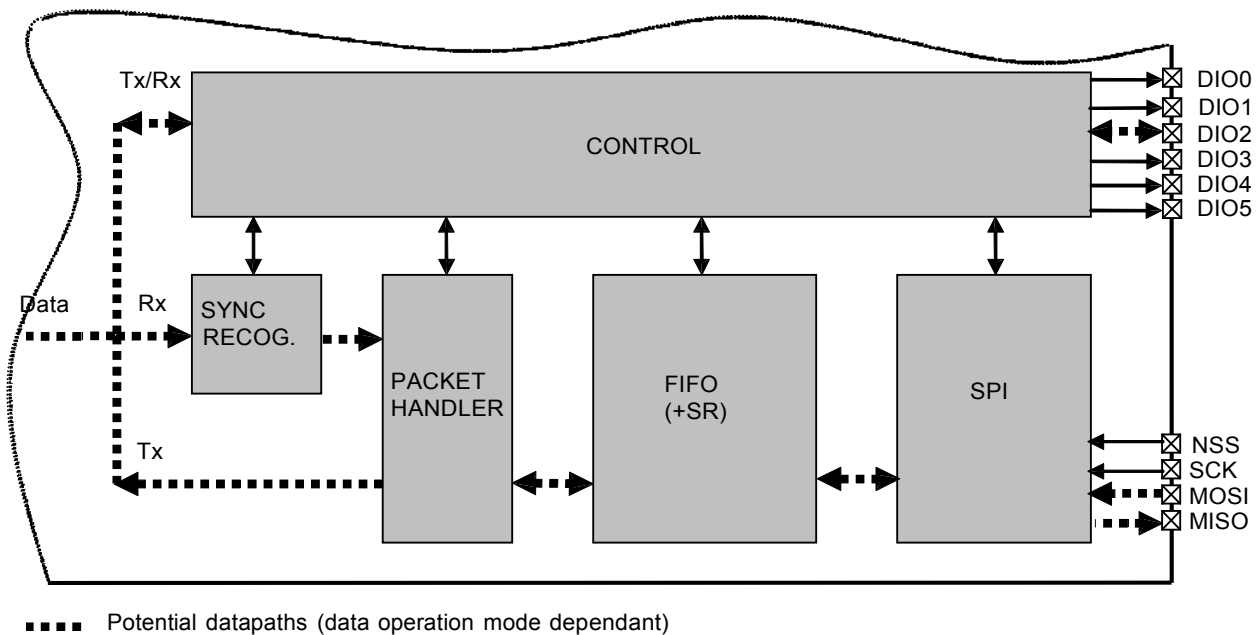 Tx/Rx
CONTROL
DIO0
DIO1
DIO2
DIO3
DIO4
DIO5
Data
Rx
SYNC
RECOG.
PACKET
HANDLER
FIFO
(+SR)
SPI
Tx
NSS
SCK
MOSI
MISO
Potential datapaths (data operation mode dependant)